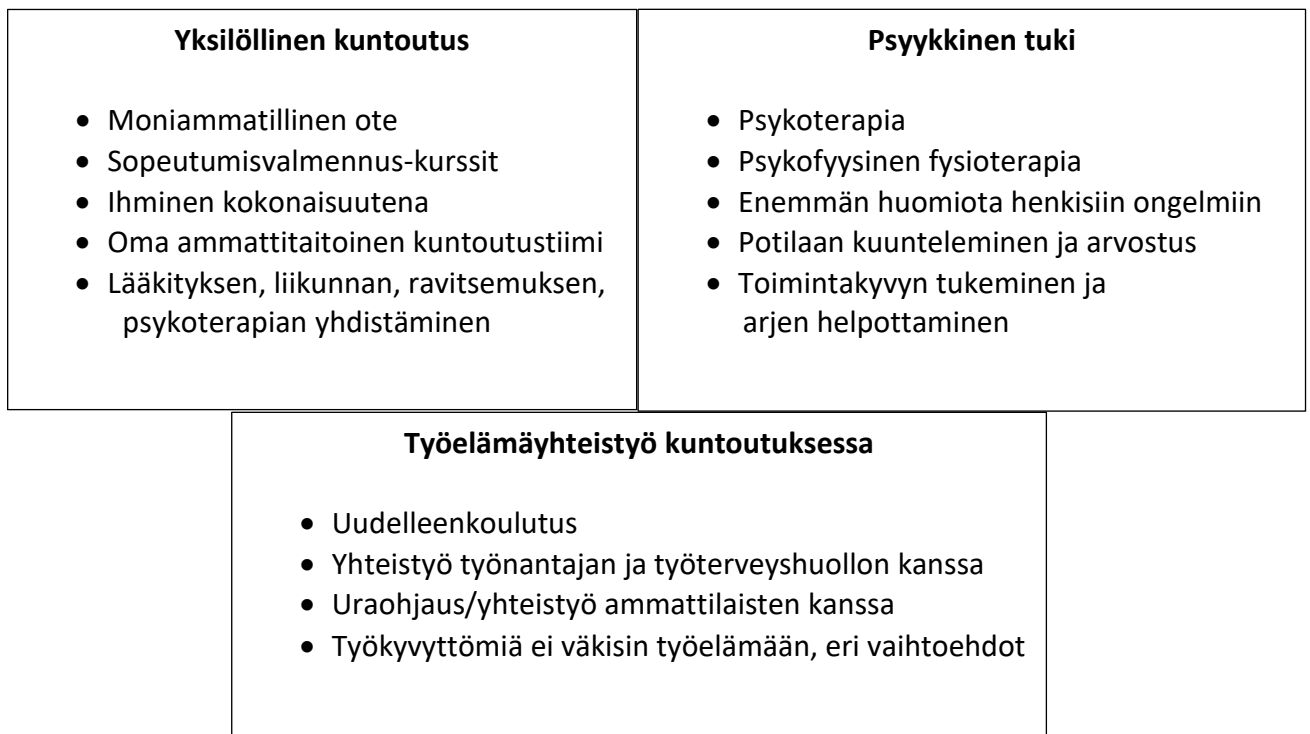 Yksilöllinen kuntoutus
• Moniammatillinen ote
• Sopeutumisvalmennus-kurssit
• Ihminen kokonaisuutena
• Oma ammattitaitoinen kuntoutustiimi
• Lääkityksen, liikunnan, ravitsemuksen,
psykoterapian yhdistäminen
Psyykkinen tuki
• Psykoterapia
• Psykofyysinen fysioterapia
• Enemmän huomiota henkisiin ongelmiin
• Potilaan kuunteleminen ja arvostus
• Toimintakyvyn tukeminen ja
arjen helpottaminen
Työelämäyhteistyö kuntoutuksessa
• Uudelleenkoulutus
• Yhteistyö työnantajan ja työterveyshuollon kanssa
• Uraohjaus/yhteistyö ammattilaisten kanssa
• Työkyvyttömiä ei väkisin työelämään, eri vaihtoehdot